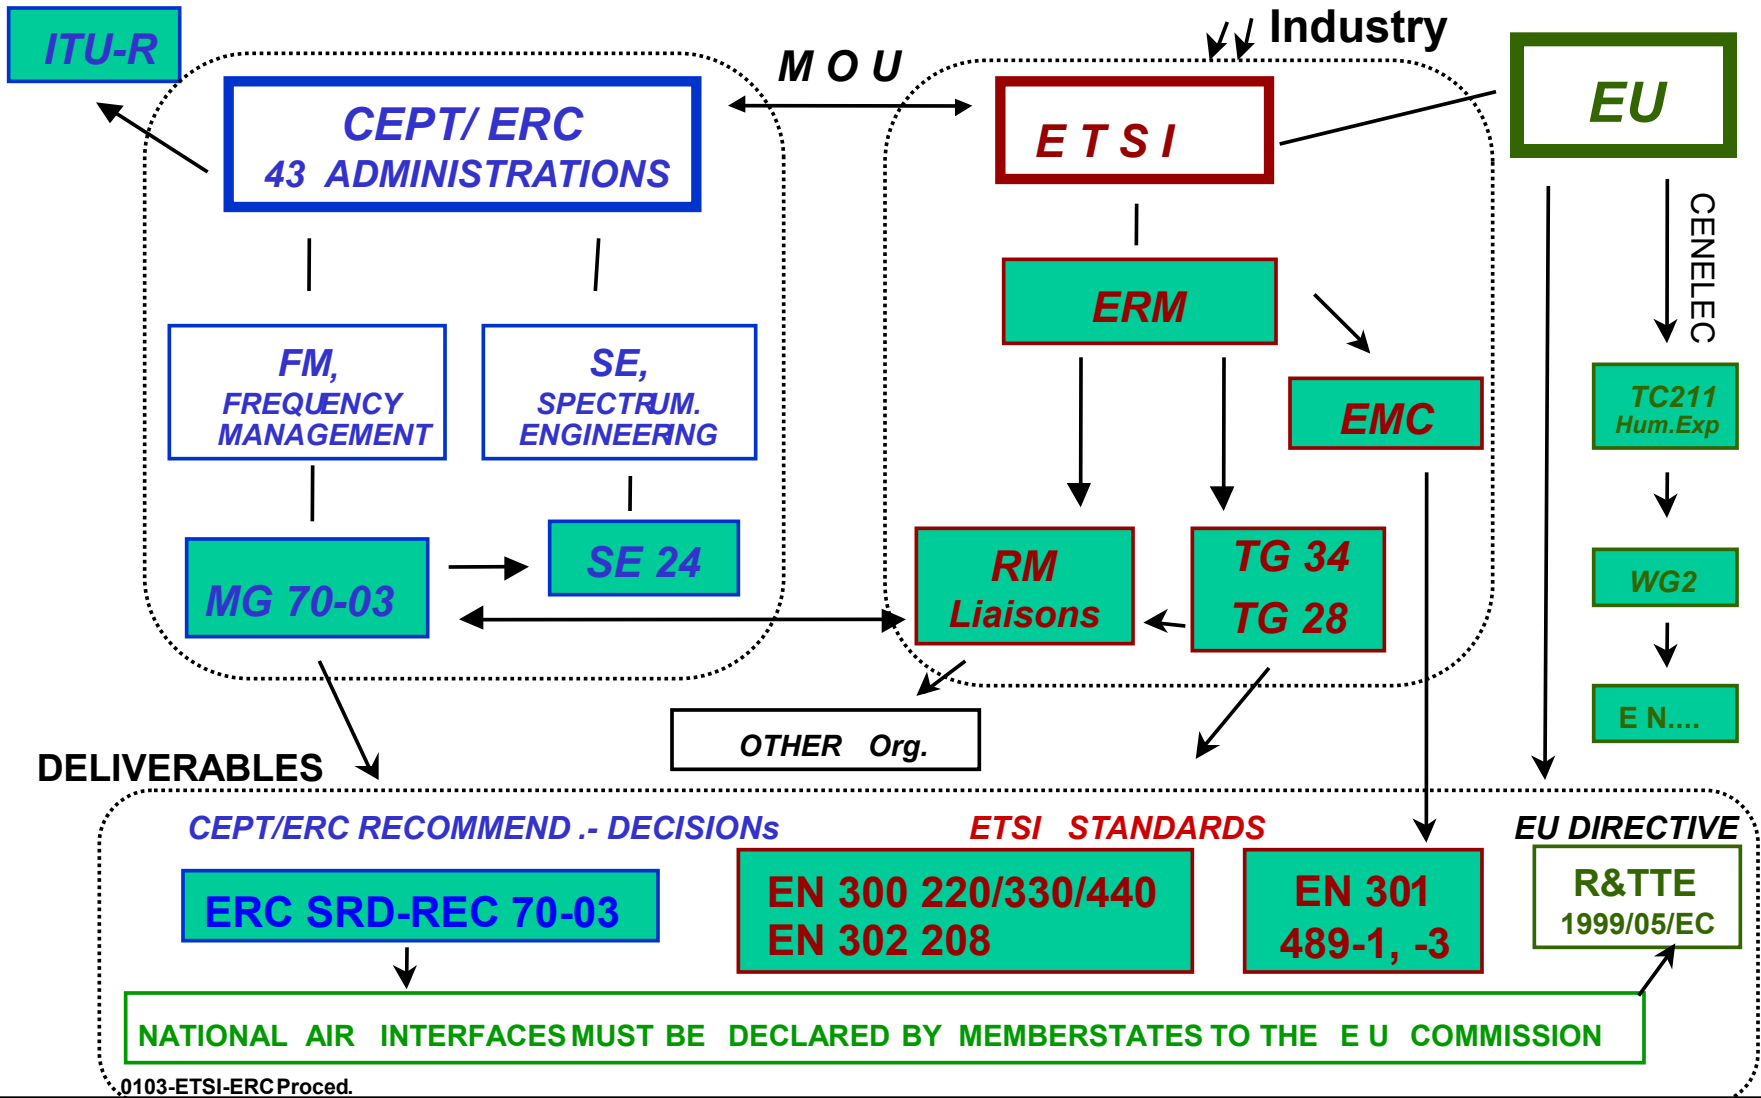 ITU-R
CEPT/ ERC
43 ADMINISTRATIONS
M O U
Industry
E T S I
EU
CENELEC
FM,
FREQUENCY
MANAGEMENT
SE,
SPECTRUM.
ENGINEERING
ERM
EMC
TC211
Hum.Exp
MG 70-03
SE 24
RM
Liaisons
TG 34
TG 28
WG2
E N....
OTHER Org.
DELIVERABLES
CEPT/ERC RECOMMEND .- DECISIONs
ETSI STANDARDS
EU DIRECTIVE
ERC SRD-REC 70-03
EN 300 220/330/440
EN 302 208
EN 301
489-1, -3
R&TTE
1999/05/EC
NATIONAL AIR INTERFACES MUST BE DECLARED BY MEMBERSTATES TO THE E U COMMISSION
0103-ETSI-ERC Proced.